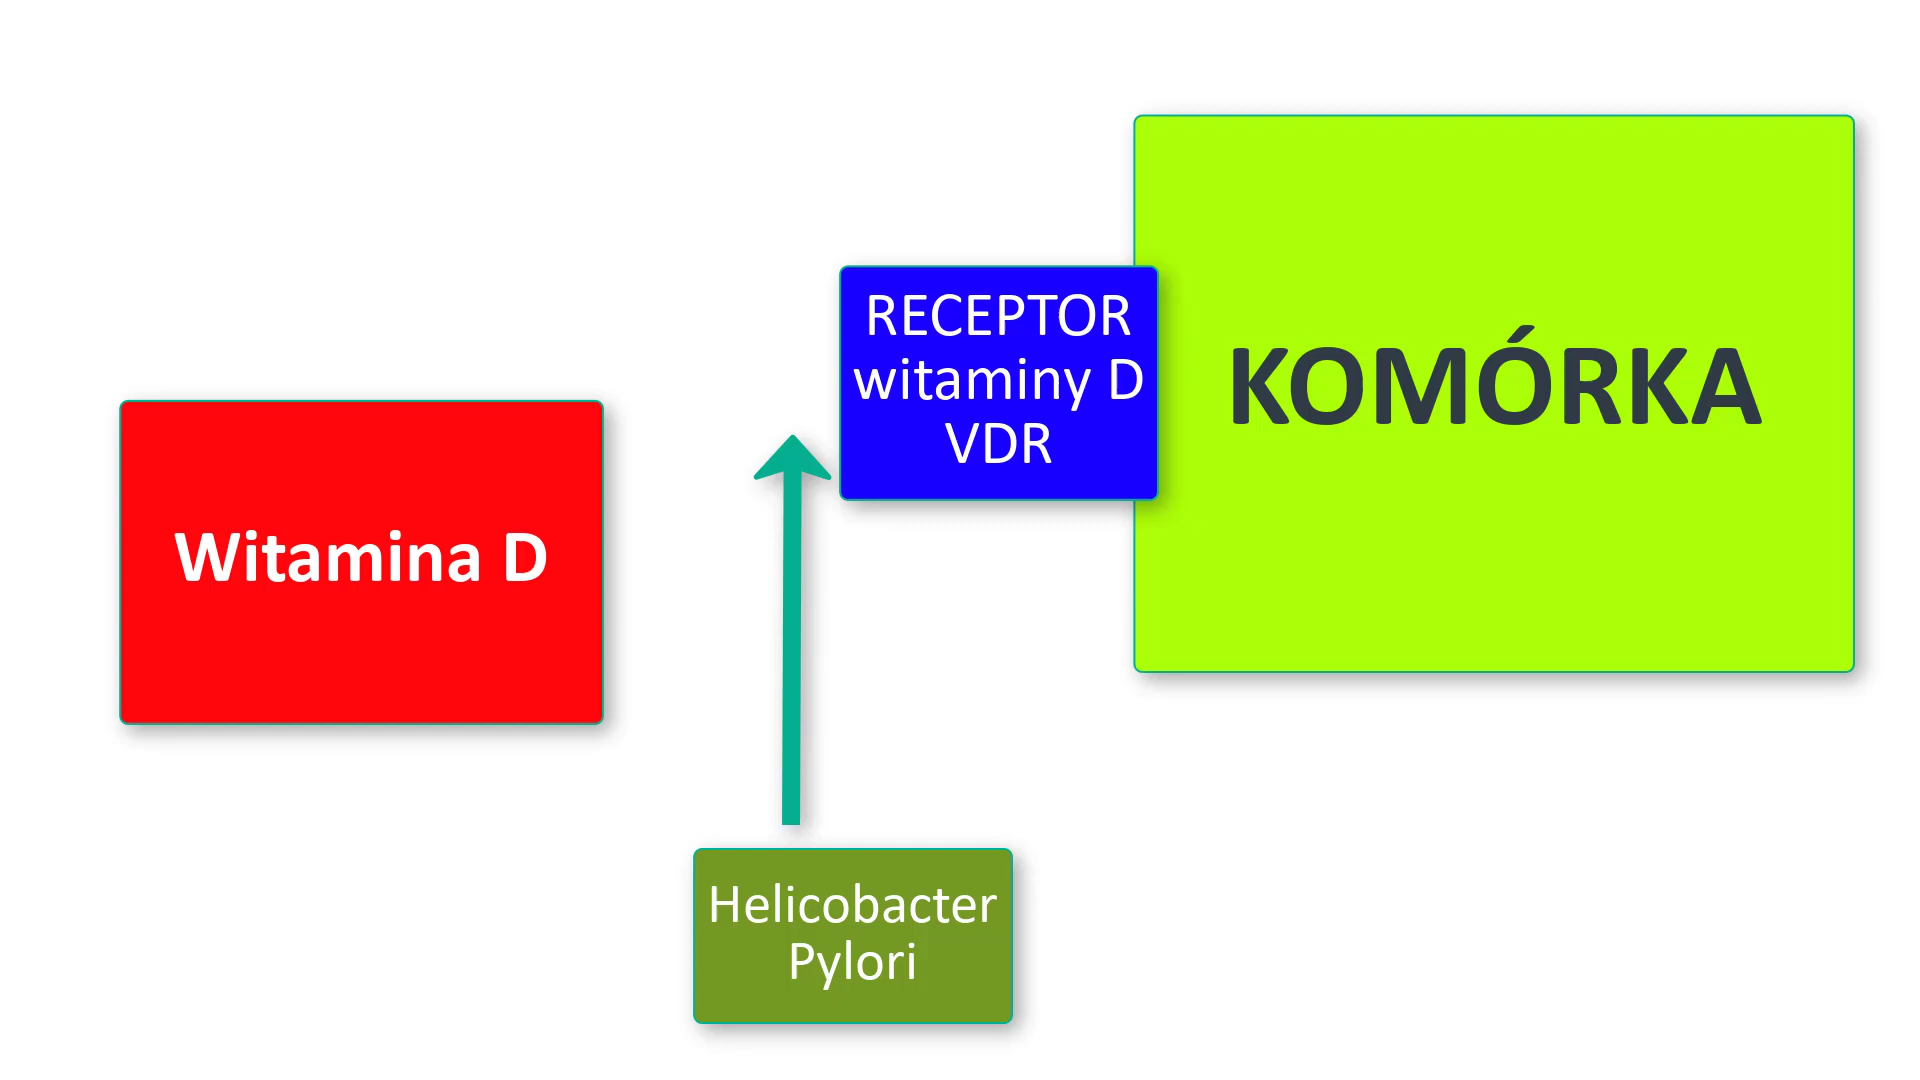 RECEPTOR
witaminy D
VDR
KOMÓRKA
Witamina D
Helicobacter
Pylori